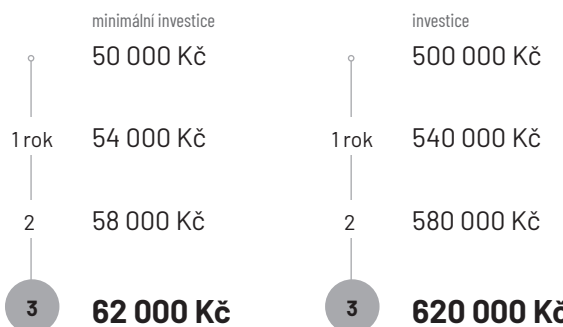 minimální investice
50 000 Kč
1 rok 54 000 Kč
2 58 000 Kč
3 62 000 Kč
investice
500 000 Kč
1 rok 540 000 Kč
2 580 000 Kč
3 620 000 Kč